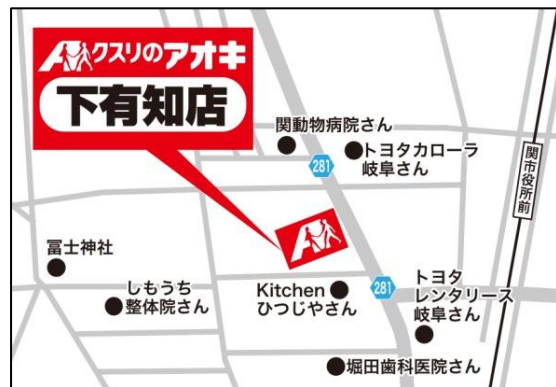 クスリのアオキ
下有知店
関動物病院さん
281
トヨタカローラ
岐阜さん
関市役所前
冨士神社
しもうち
整体院さん
Kitchen
ひつじやさん
281
トヨタ
レンタリース
岐阜さん
堀田歯科医院さん